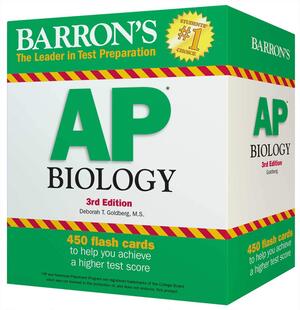 BARRON'S
The Leader in Test Preparation
STUDENTS'
#1
CHOICE
AP
BIOLOGY
3rd Edition
Deborah T. Goldberg, M.S.
450 flash cards
to help you achieve
a higher test score
BARRON'S
AP
BIOLOGY
3rd Edition
Goldberg
450 flash cards
to help you achieve
a higher test score